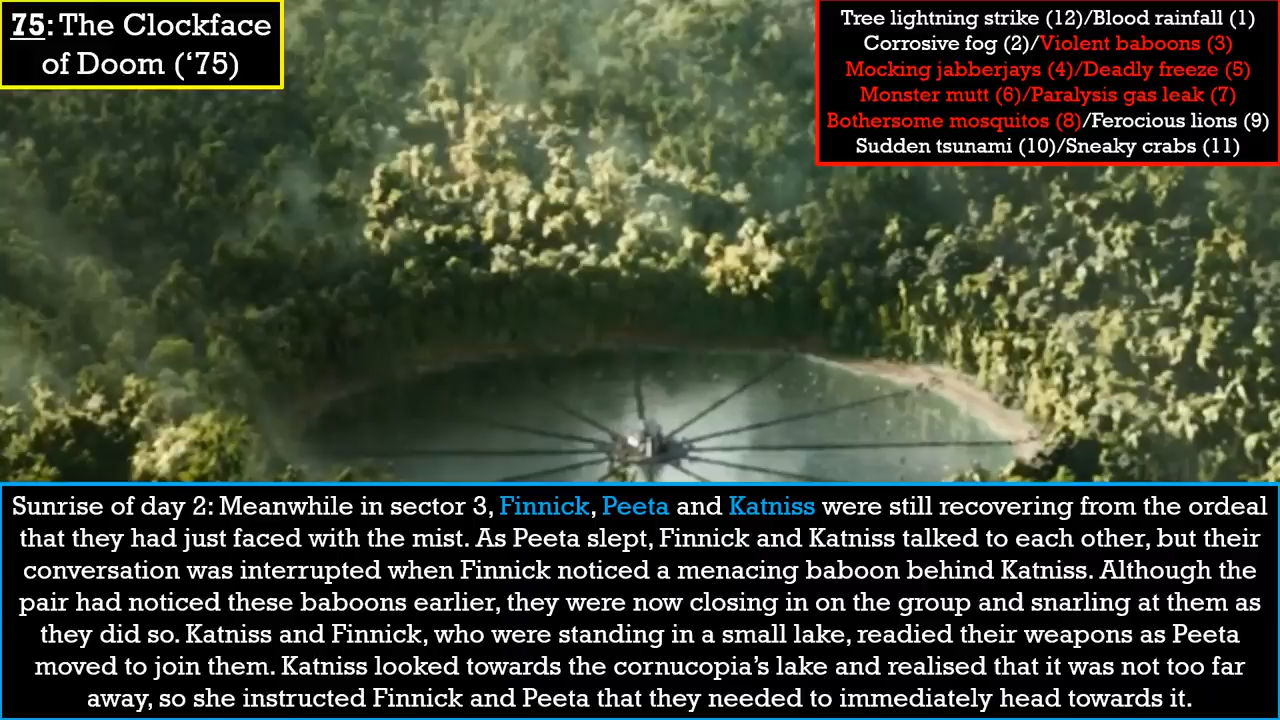 75: The Clockface
of Doom (‘75)
Tree lightning strike (12)/Blood rainfall (1)
Corrosive fog (2)/Violent baboons (3)
Mocking jabberjays (4)/Deadly freeze (5)
Monster mutt (6)/Paralysis gas leak (7)
Bothersome mosquitos (8)/Ferocious lions (9)
Sudden tsunami (10)/Sneaky crabs (11)
Sunrise of day 2: Meanwhile in sector 3, Finnick, Peeta and Katniss were still recovering from the ordeal
that they had just faced with the mist. As Peeta slept, Finnick and Katniss talked to each other, but their
conversation was interrupted when Finnick noticed a menacing baboon behind Katniss. Although the
pair had noticed these baboons earlier, they were now closing in on the group and snarling at them as
they did so. Katniss and Finnick, who were standing in a small lake, readied their weapons as Peeta
moved to join them. Katniss looked towards the cornucopia’s lake and realised that it was not too far
away, so she instructed Finnick and Peeta that they needed to immediately head towards it.